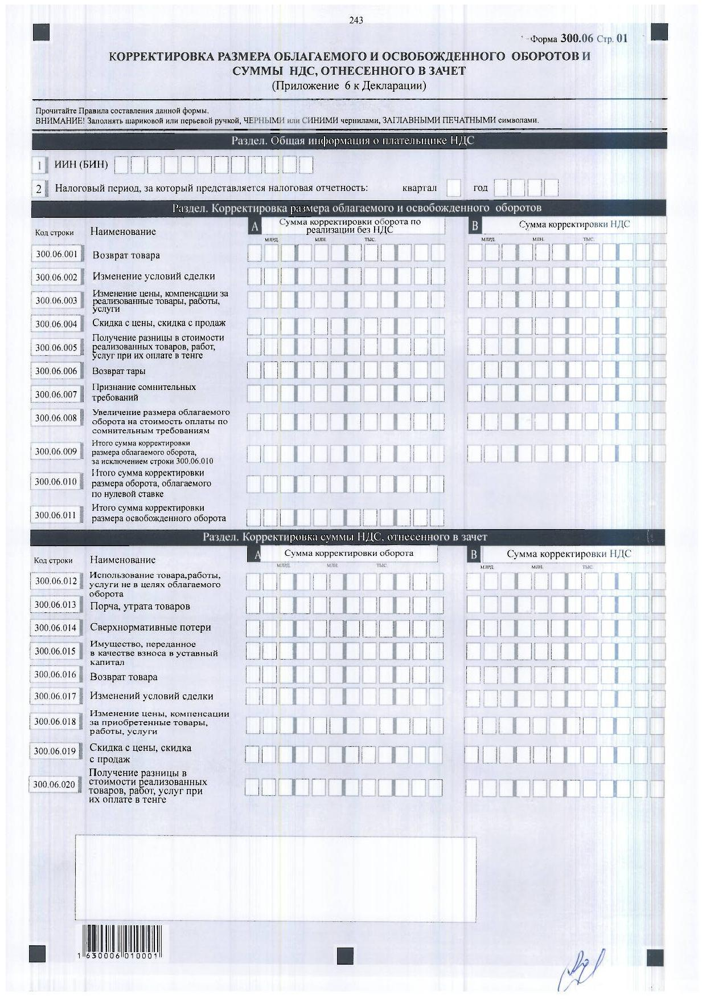 243
Форма 300.06 Стр. 01
КОРРЕКТИРОВКА РАЗМЕРА ОБЛАГАЕМОГО И ОСВОБОЖДЕННОГО ОБОРОТОВ И
СУММЫ НДС, ОТНЕСЕННОГО В ЗАЧЕТ
(Приложение 6 к Декларации)
Прочитайте Правила составления данной формы.
ВНИМАНИЕ! Заполнять шариковой или перьевой ручкой, ЧЕРНЫМИ или СИНИМИ чернилами, ЗАГЛАВНЫМИ ПЕЧАТНЫМИ символами.
Раздел. Общая информация о плательщике НДС
1 ИИН (БИН)
2 Налоговый период, за который представляется налоговая отчетность: квартал год
Раздел. Корректировка размера облагаемого и освобожденного оборотов
Код строки Наименование A Сумма корректировки оборота по
реализации без НДС
B Сумма корректировки НДС
МЛРД. МЛН. ТЫС. МЛРД. МЛН. ТЫС.
300.06.001 Возврат товара
300.06.002 Изменение условий сделки
300.06.003 Изменение цены, компенсации за
реализованные товары, работы,
услуги
300.06.004 Скидка с цены, скидка с продаж
300.06.005 Получение разницы в стоимости
реализованных товаров, работ,
услуг при их оплате в тенге
300.06.006 Возврат тары
300.06.007 Признание сомнительных
требований
300.06.008 Увеличение размера облагаемого
оборота на стоимость оплаты по
сомнительным требованиям
300.06.009 Итого сумма корректировки
размера облагаемого оборота,
за исключением строки 300.06.010
300.06.010 Итого сумма корректировки
размера оборота, облагаемого
по нулевой ставке
300.06.011 Итого сумма корректировки
размера освобожденного оборота
Раздел. Корректировка суммы НДС, отнесенного в зачет
Код строки Наименование A Сумма корректировки оборота B Сумма корректировки НДС
МЛРД. МЛН. ТЫС. МЛРД. МЛН. ТЫС.
300.06.012 Использование товара,работы,
услуги не в целях облагаемого
оборота
300.06.013 Порча, утрата товаров
300.06.014 Сверхнормативные потери
300.06.015 Имущество, переданное
в качестве взноса в уставный
капитал
300.06.016 Возврат товара
300.06.017 Изменений условий сделки
300.06.018 Изменение цены, компенсации
за приобретенные товары,
работы, услуги
300.06.019 Скидка с цены, скидка
с продаж
300.06.020 Получение разницы в
стоимости реализованных
товаров, работ, услуг при
их оплате в тенге
1 630006 010001